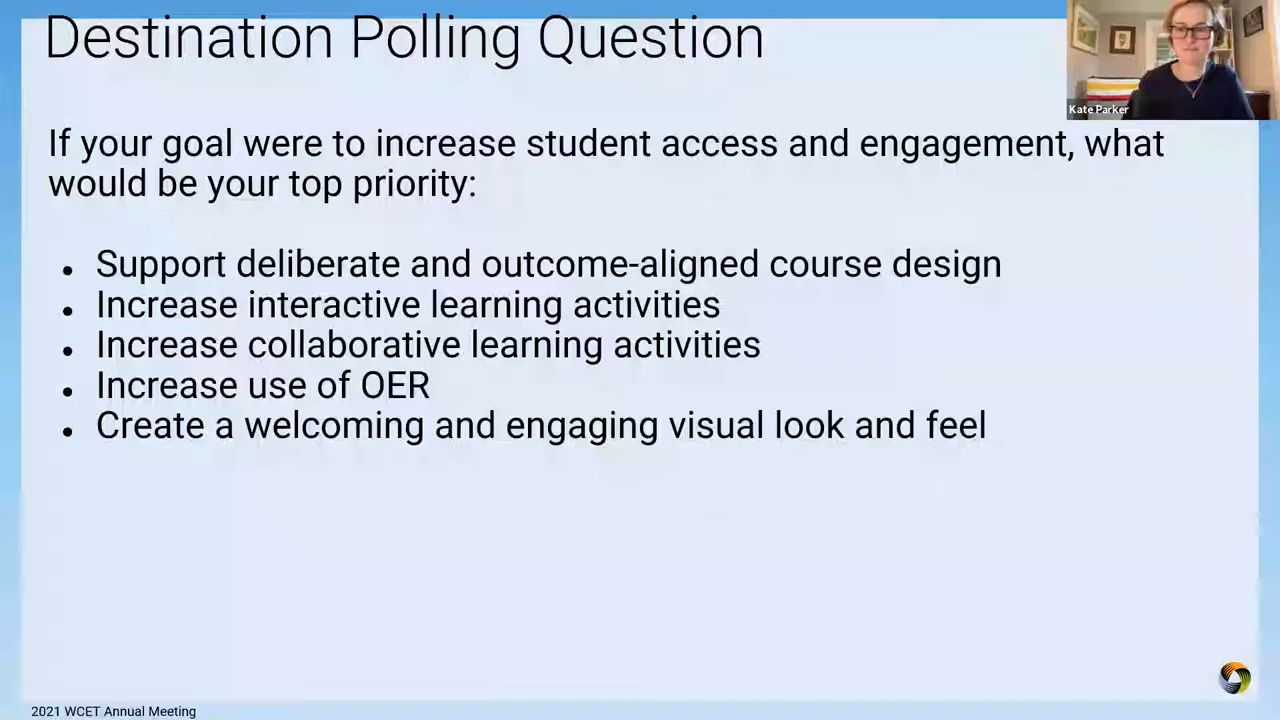 Destination Polling Question
Kate Parker
If your goal were to increase student access and engagement, what
would be your top priority:
• Support deliberate and outcome-aligned course design
• Increase interactive learning activities
• Increase collaborative learning activities
• Increase use of OER
• Create a welcoming and engaging visual look and feel
2021 WCET Annual Meeting